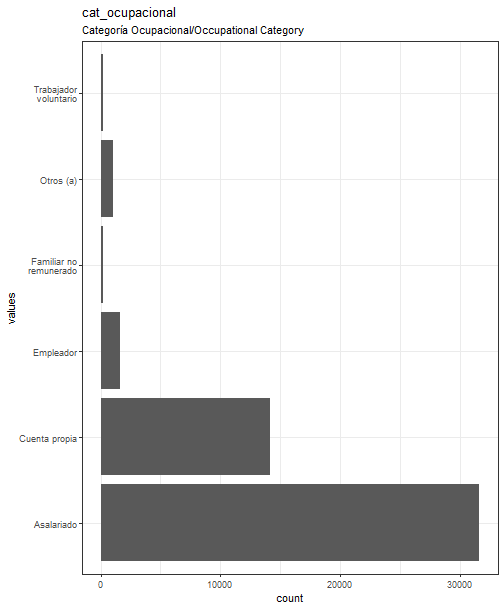 cat_ocupacional
Categoría Ocupacional/Occupational Category
Trabajador
voluntario
Otros (a)
Familiar no
remunerado
Empleador
Cuenta propia
Asalariado
values
0 10000 20000 30000
count